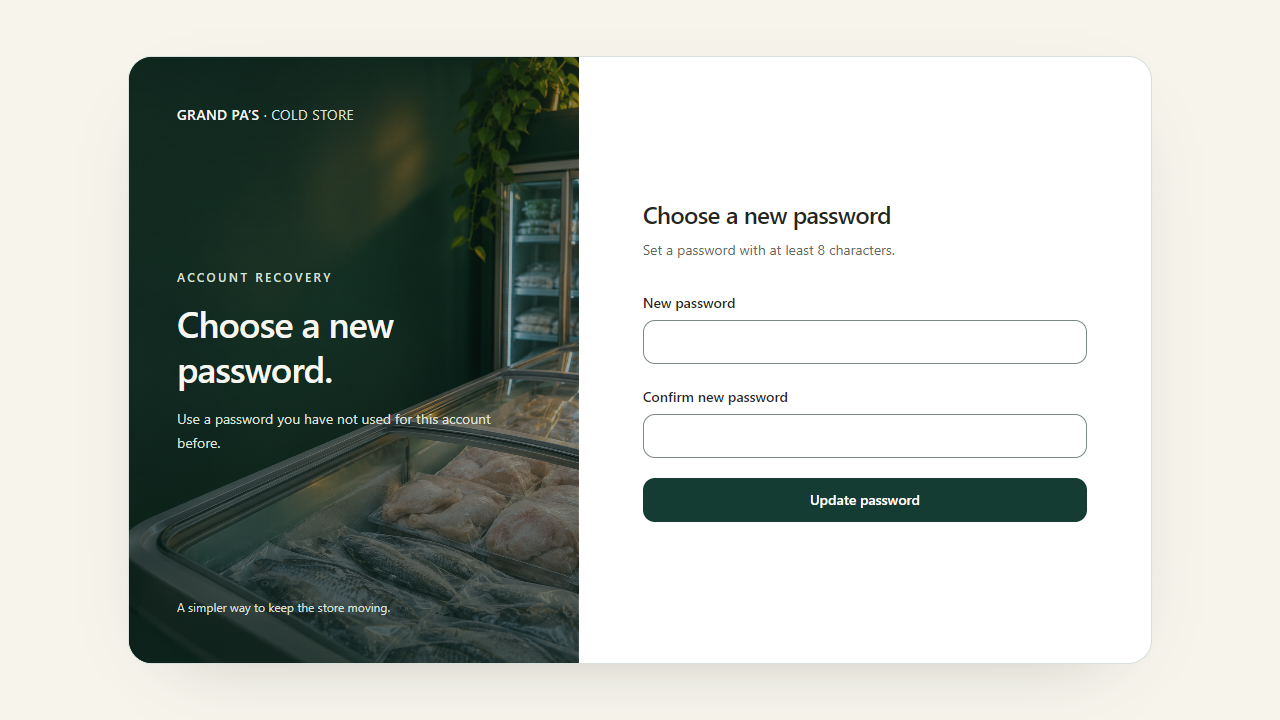 GRAND PA'S · COLD STORE
ACCOUNT RECOVERY
Choose a new
password.
Use a password you have not used for this account
before.
A simpler way to keep the store moving.
Choose a new password
Set a password with at least 8 characters.
New password
Confirm new password
Update password